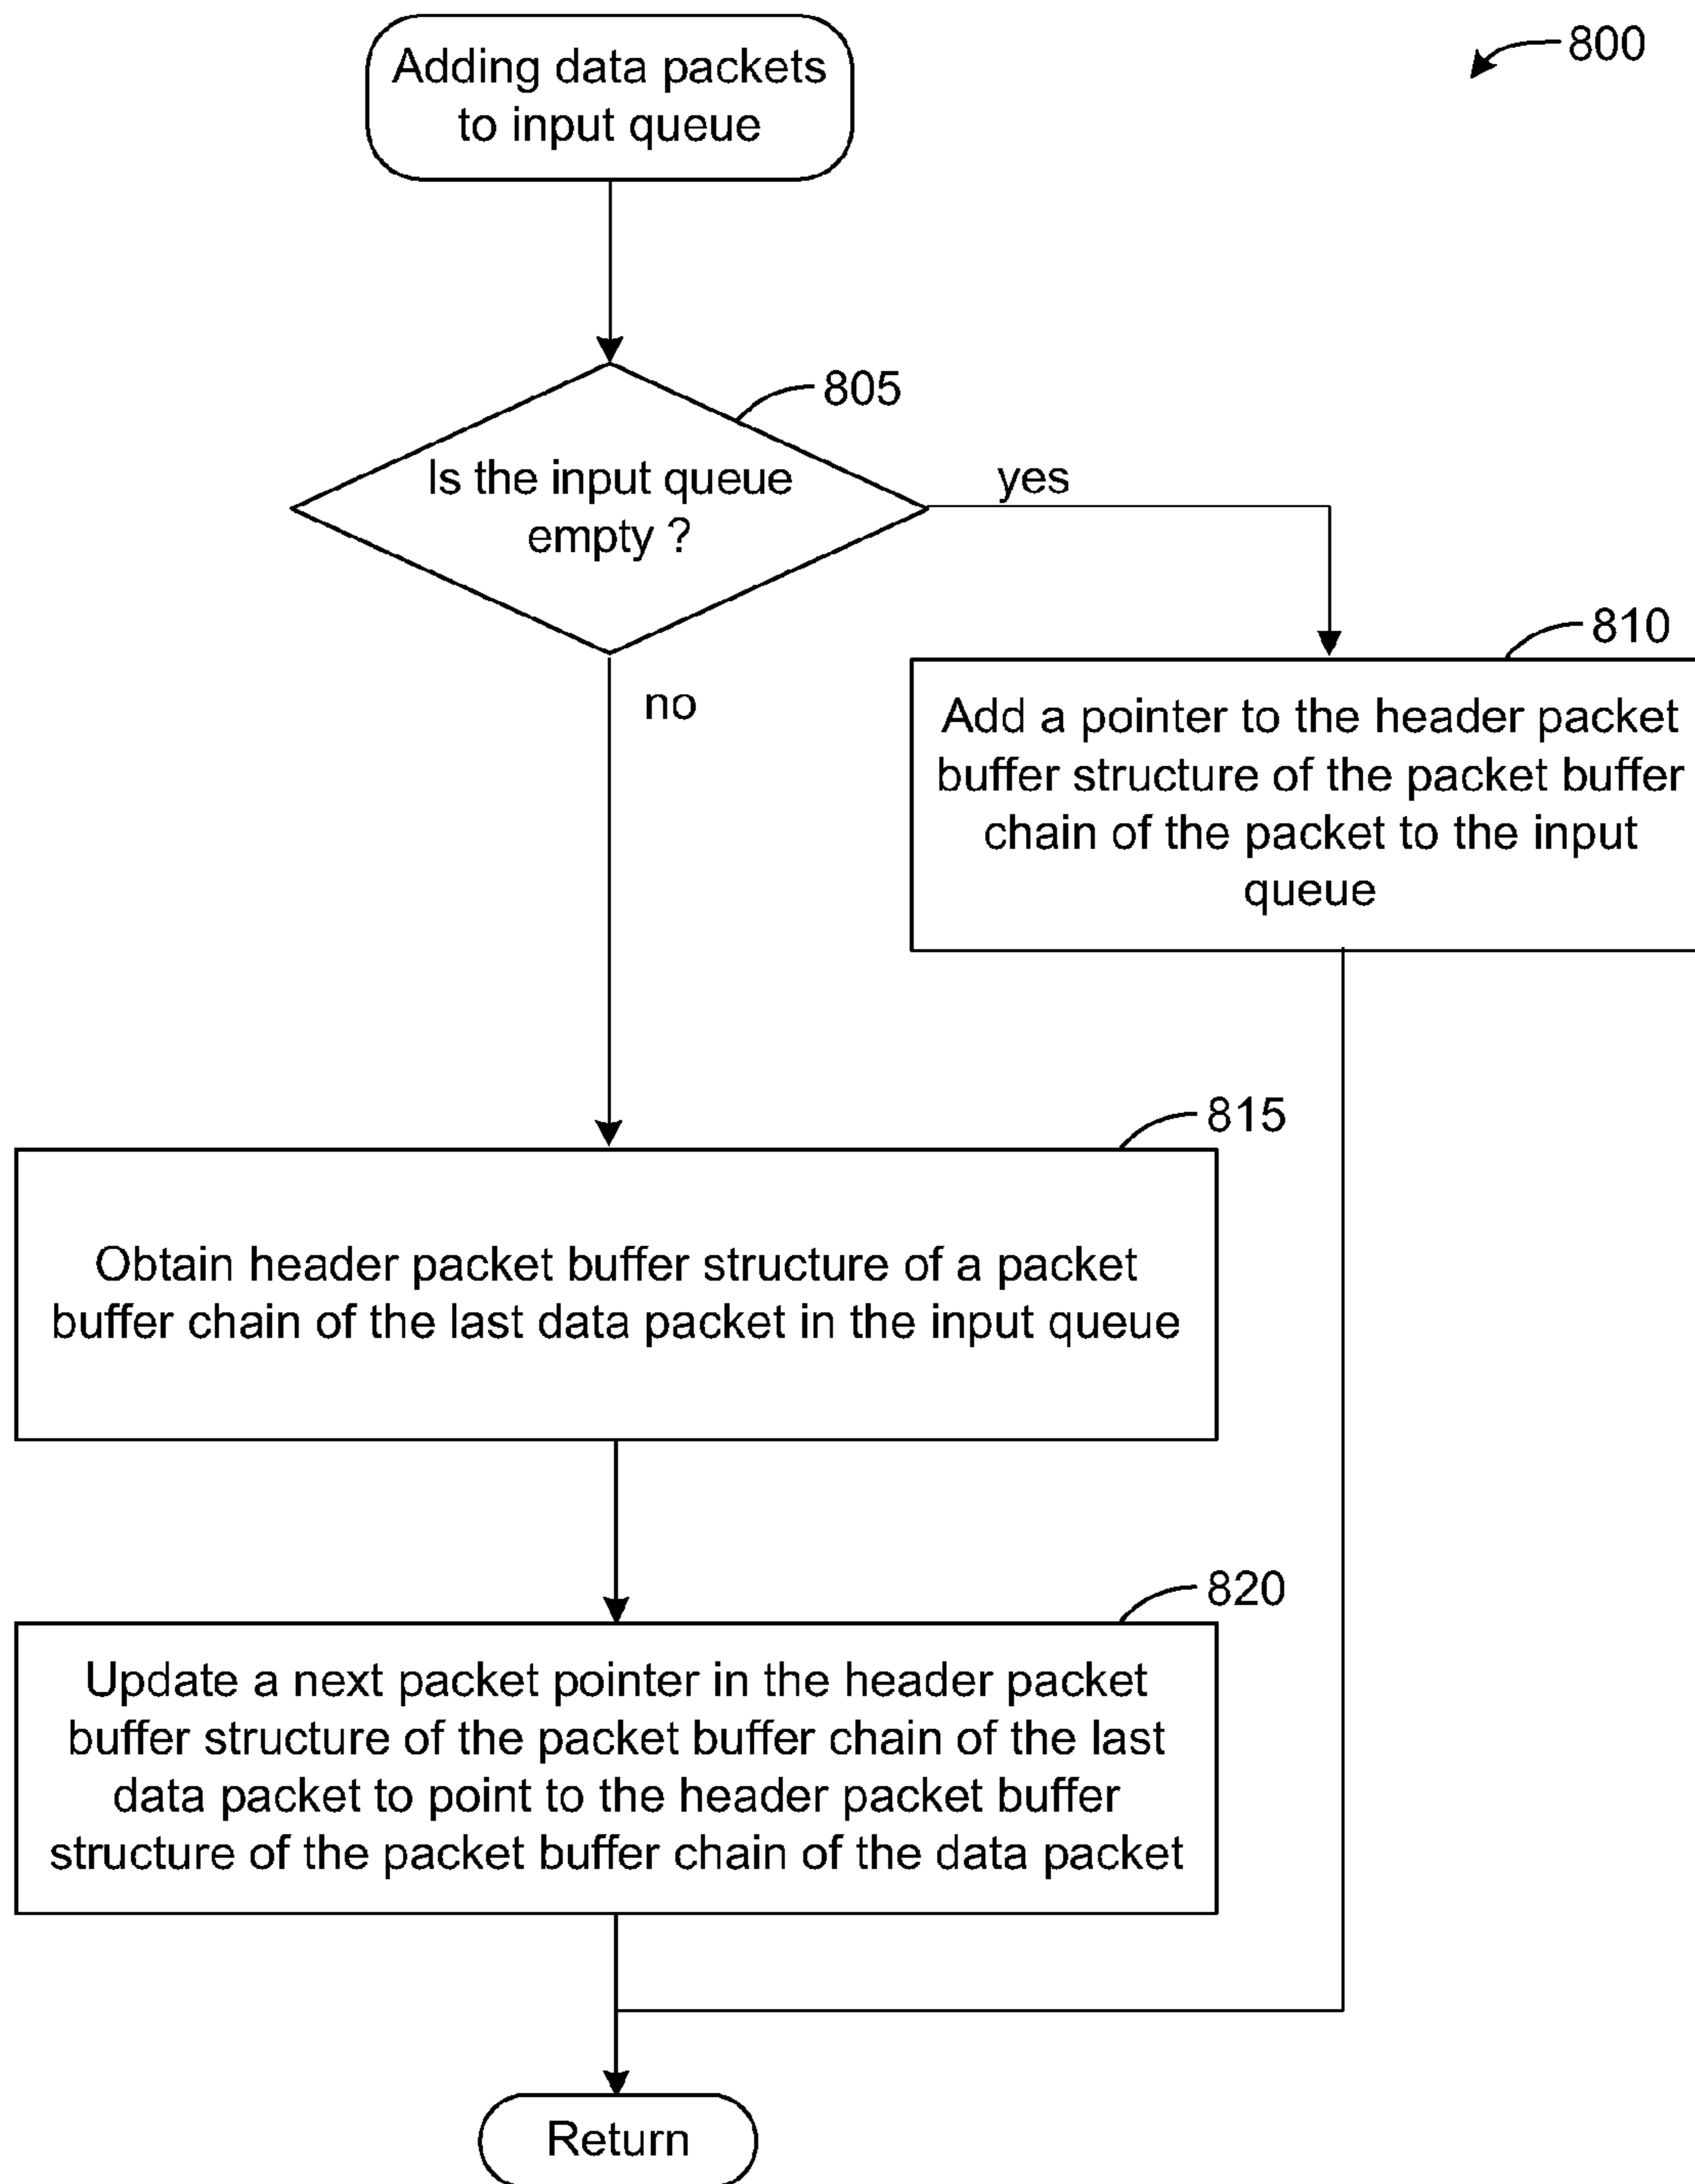 Adding data packets
to input queue
800
805
Is the input queue
empty ?
yes
no
810
Add a pointer to the header packet
buffer structure of the packet buffer
chain of the packet to the input
queue
815
Obtain header packet buffer structure of a packet
buffer chain of the last data packet in the input queue
820
Update a next packet pointer in the header packet
buffer structure of the packet buffer chain of the last
data packet to point to the header packet buffer
structure of the packet buffer chain of the data packet
Return